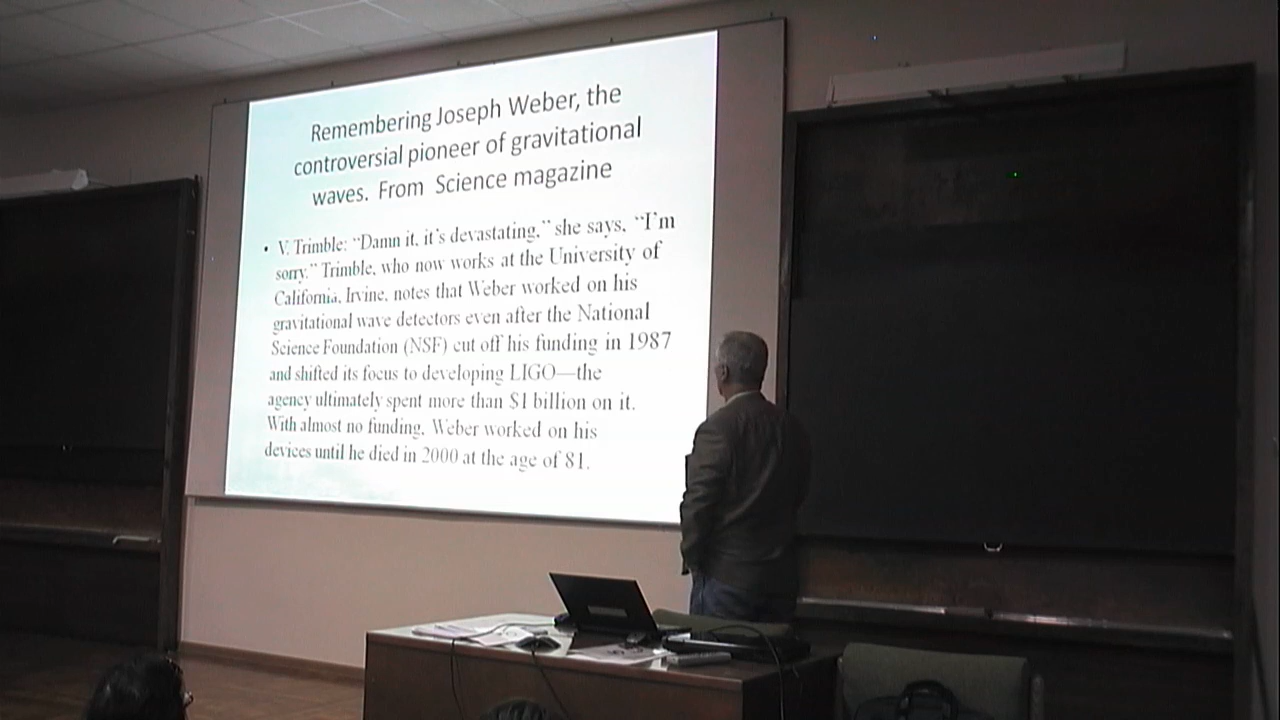 Remembering Joseph Weber, the
controversial pioneer of gravitational
waves. From Science magazine
• V. Trimble: “Damn it, it’s devastating,” she says, “I’m
sorry.” Trimble, who now works at the University of
California, Irvine, notes that Weber worked on his
gravitational wave detectors even after the National
Science Foundation (NSF) cut off his funding in 1987
and shifted its focus to developing LIGO—the
agency ultimately spent more than $1 billion on it.
With almost no funding, Weber worked on his
devices until he died in 2000 at the age of 81.